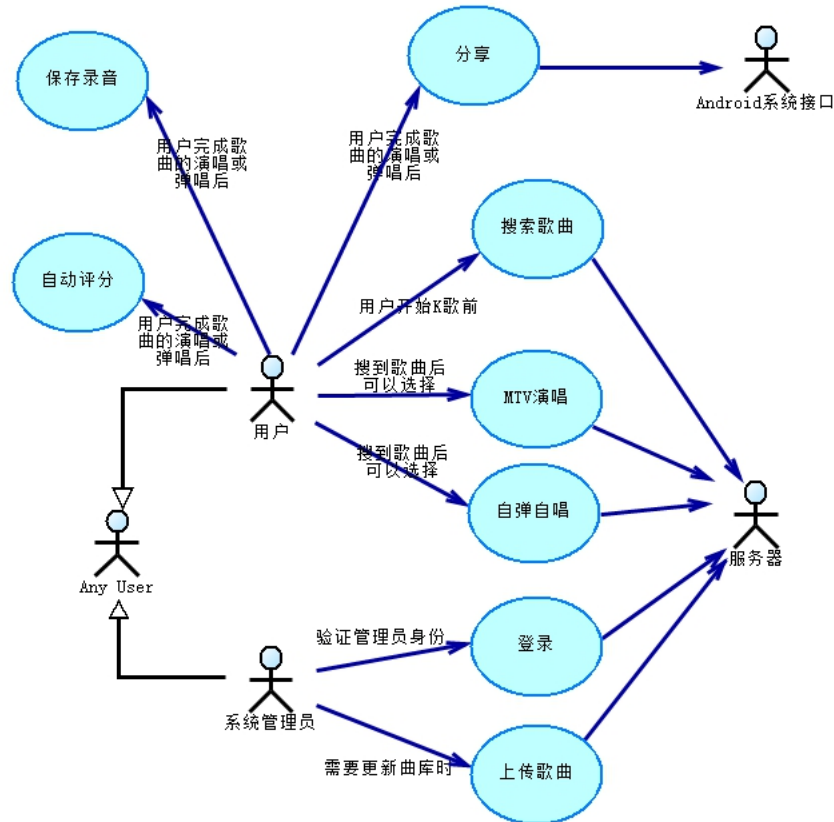 保存录音
分享
Android系统接口
用户完成歌
曲的演唱或
弹唱后
用户完成歌
曲的演唱或
弹唱后
搜索歌曲
自动评分
用户完成歌
曲的演唱或
弹唱后
用户开始K歌前
搜到歌曲后
可以选择
MTV演唱
用户
搜到歌曲后
可以选择
自弹自唱
服务器
Any User
验证管理员身份
登录
系统管理员
需要更新曲库时
上传歌曲